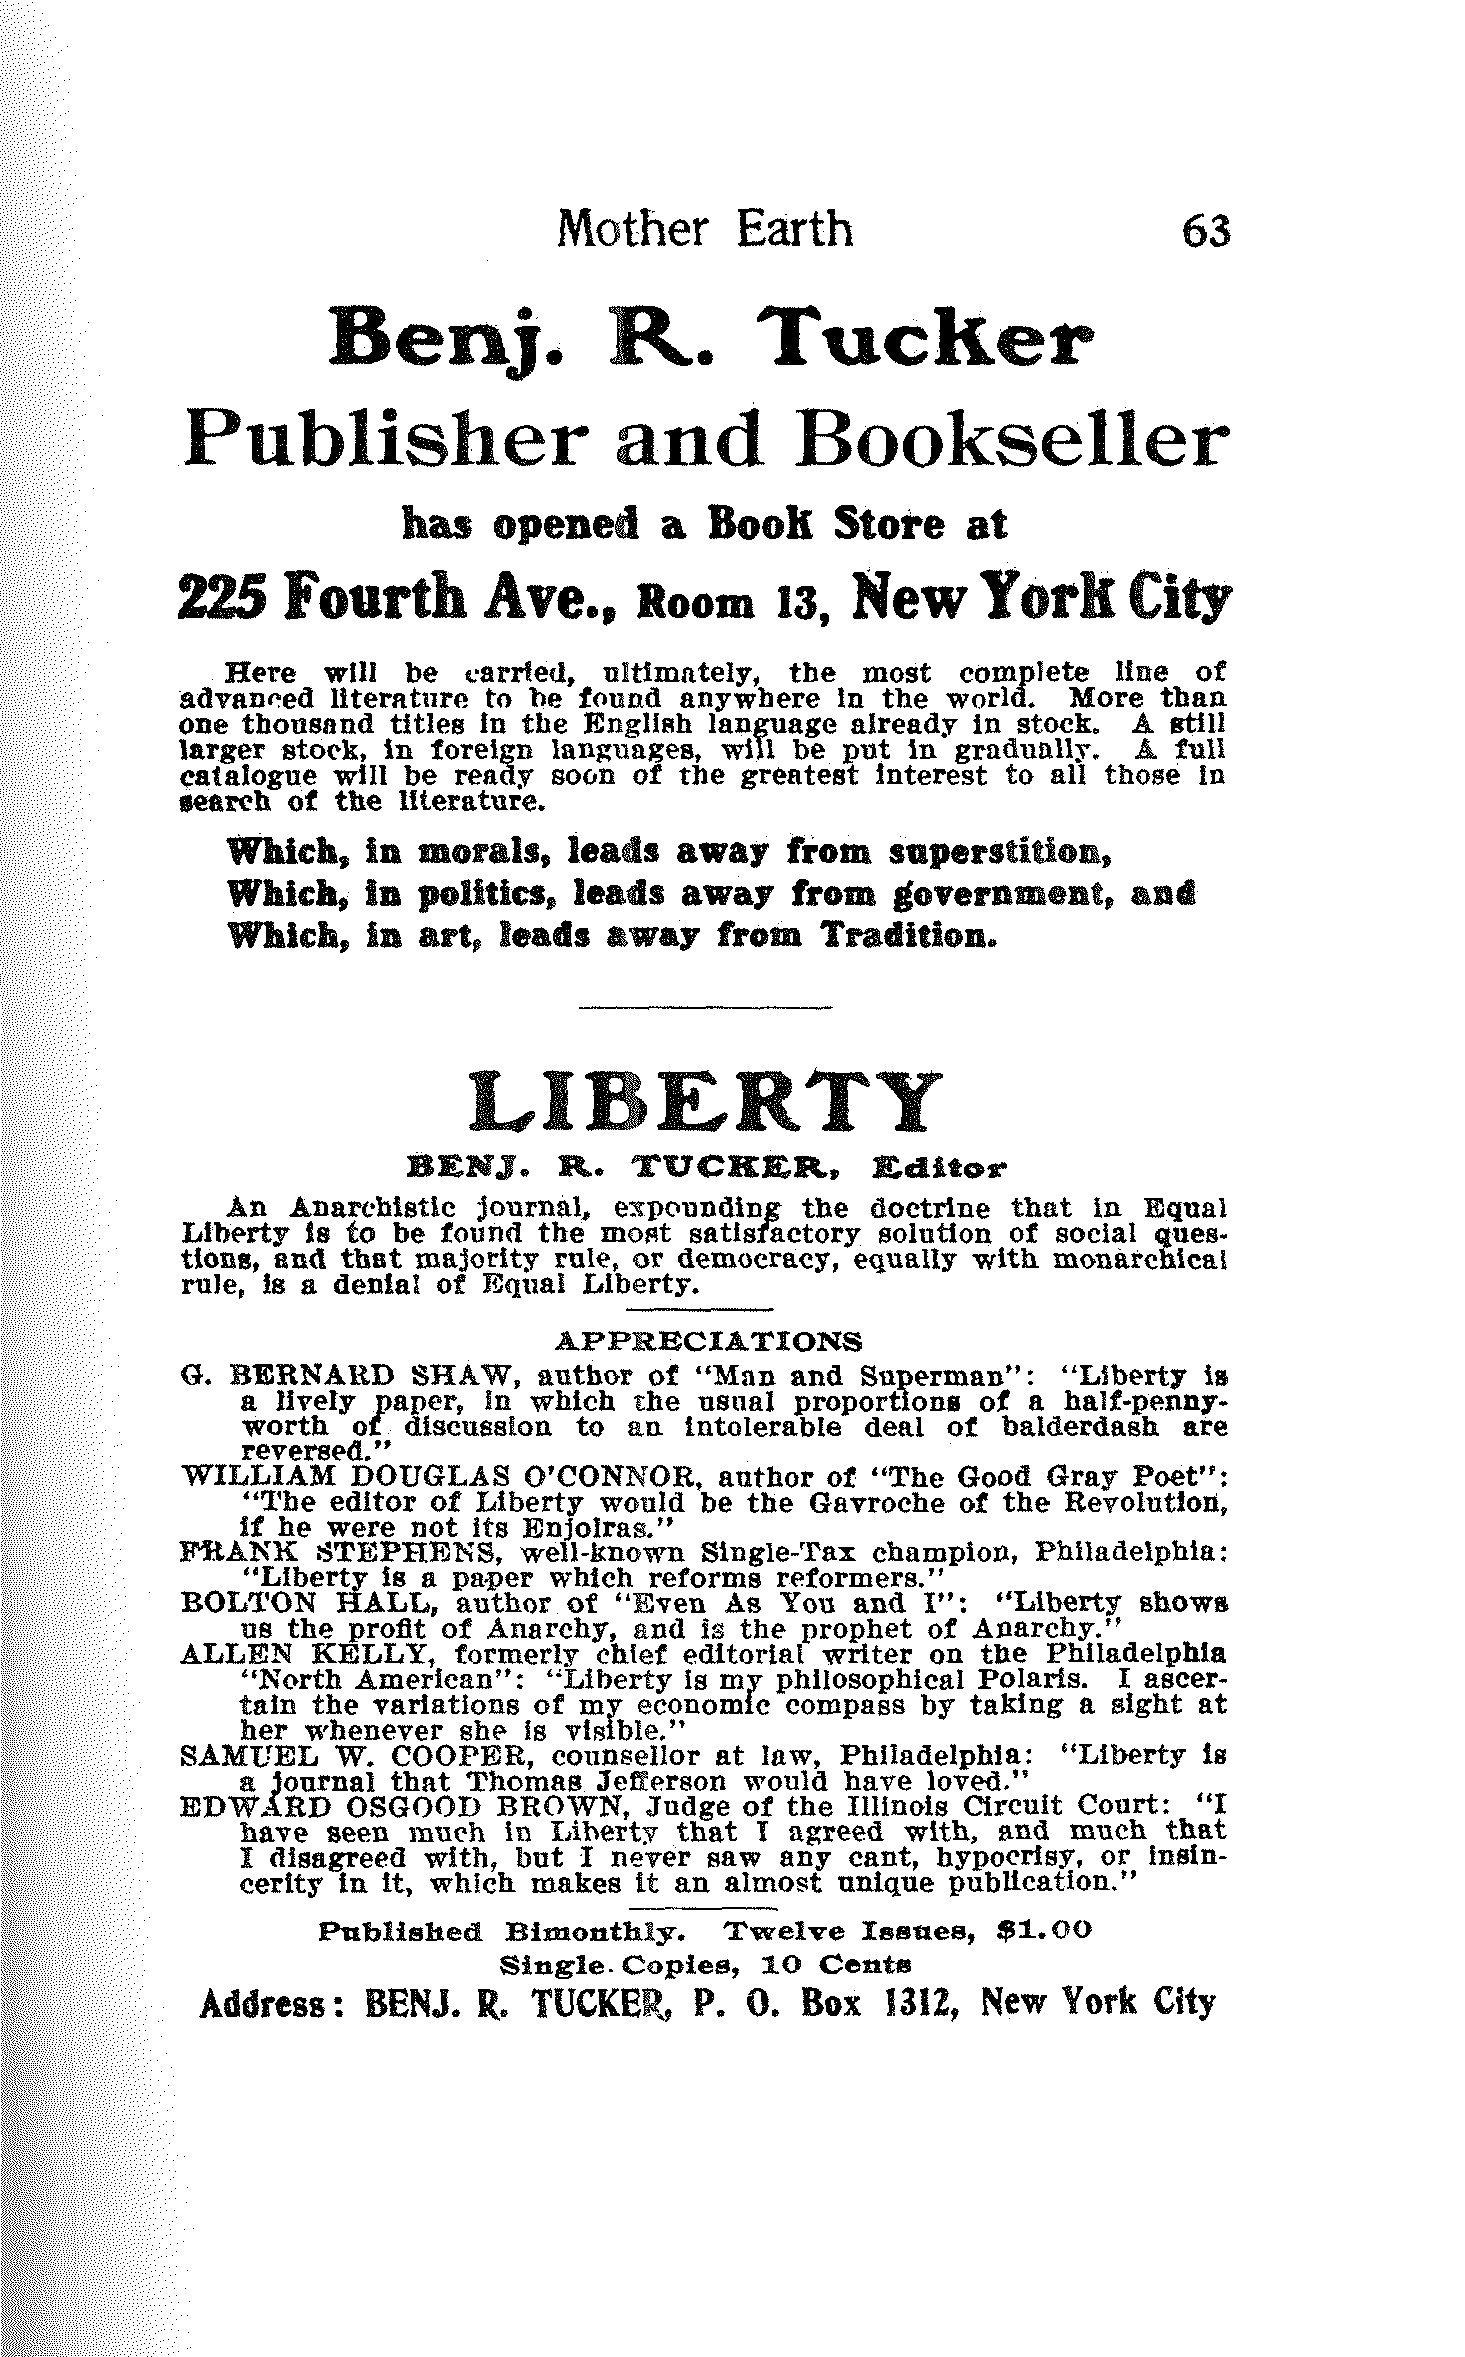 Mother Earth 63
Benj. R. Tucker
Publisher and Bookseller
has opened a Book Store at
225 Fourth Ave., Room 13, New York City
Here will be carried, ultimately, the most complete line of
advanced literature to be found anywhere in the world. More than
one thousand titles in the English language already in stock. A still
larger stock, in foreign languages, will be put in gradually. A full
catalogue will be ready soon of the greatest interest to all those in
search of the literature.
Which, in morals, leads away from superstition,
Which, in politics, leads away from government, and
Which, in art, leads away from Tradition.
LIBERTY
BENJ. R. TUCKER, Editor
An Anarchistic journal, expounding the doctrine that in Equal
Liberty is to be found the most satisfactory solution of social ques-
tions, and that majority rule, or democracy, equally with monarchical
rule, is a denial of Equal Liberty.
APPRECIATIONS
G. BERNARD SHAW, author of "Man and Superman": "Liberty is
a lively paper, in which the usual proportions of a half-penny-
worth of discussion to an intolerable deal of balderdash are
reversed."
WILLIAM DOUGLAS O'CONNOR, author of "The Good Gray Poet":
"The editor of Liberty would be the Gavroche of the Revolution,
if he were not its Enjolras."
FRANK STEPHENS, well-known Single-Tax champion, Philadelphia:
"Liberty is a paper which reforms reformers."
BOLTON HALL, author of "Even As You and I": "Liberty shows
us the profit of Anarchy, and is the prophet of Anarchy."
ALLEN KELLY, formerly chief editorial writer on the Philadelphia
"North American": "Liberty is my philosophical Polaris. I ascer-
tain the variations of my economic compass by taking a sight at
her whenever she is visible."
SAMUEL W. COOPER, counsellor at law, Philadelphia: "Liberty is
a journal that Thomas Jefferson would have loved."
EDWARD OSGOOD BROWN, Judge of the Illinois Circuit Court: "I
have seen much in Liberty that I agreed with, and much that
I disagreed with, but I never saw any cant, hypocrisy, or insin-
cerity in it, which makes it an almost unique publication."
Published Bimonthly. Twelve Issues, $1.00
Single Copies, 10 Cents
Address: BENJ. R. TUCKER, P. O. Box 1312, New York City